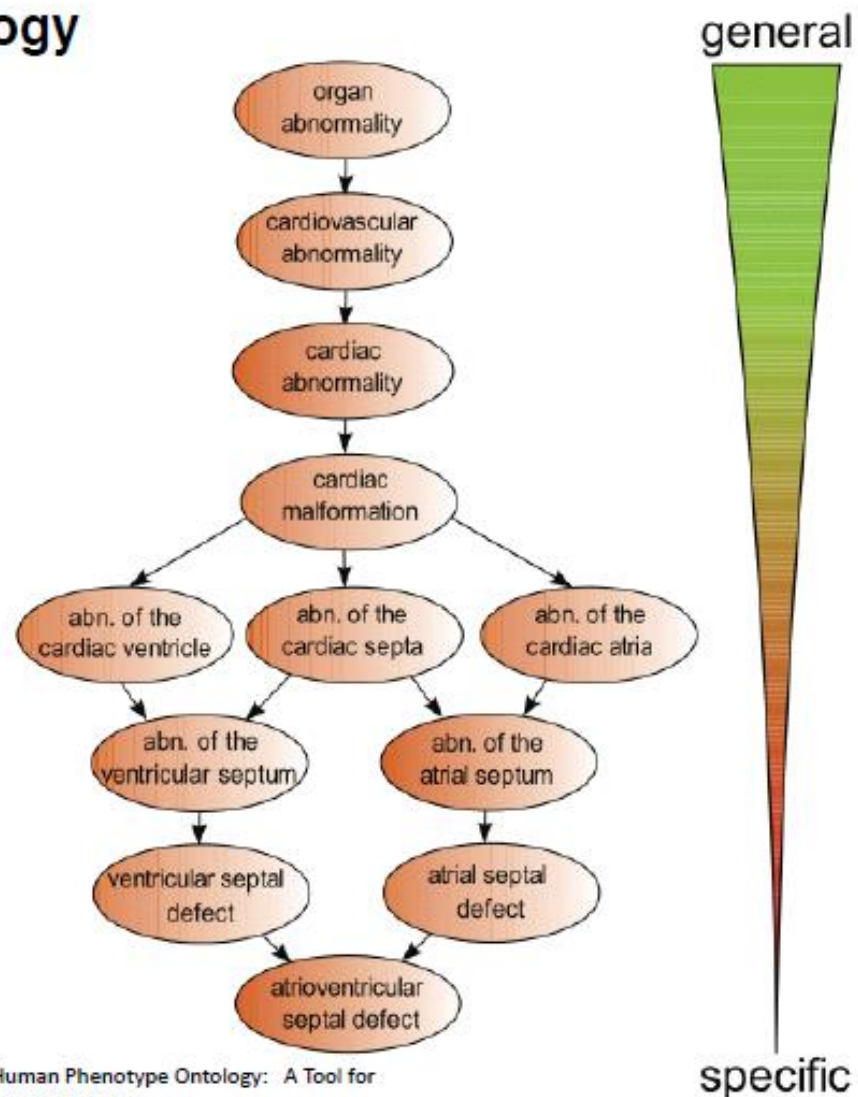 ogy
general
organ
abnormality
cardiovascular
abnormality
cardiac
abnormality
cardiac
malformation
abn. of the
cardiac ventricle
abn. of the
cardiac septa
abn. of the
cardiac atria
abn. of the
ventricular septum
abn. of the
atrial septum
ventricular septal
defect
atrial septal
defect
atrioventricular
septal defect
Human Phenotype Ontology: A Tool for
specific